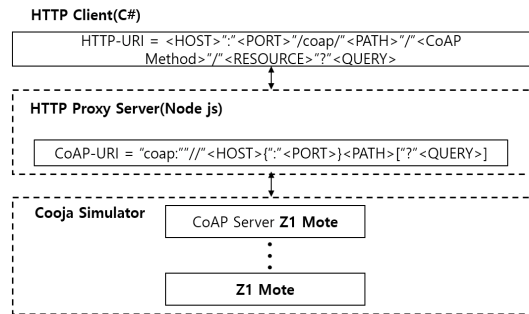 HTTP Client(C#)
HTTP-URI = <HOST>":"<PORT>"/coap/"<PATH>"/"<CoAP
Method>"/"<RESOURCE>"?"<QUERY>
HTTP Proxy Server(Node js)
CoAP-URI = "coap:""//"<HOST>{":"<PORT>}<PATH>["?"<QUERY>]
Cooja Simulator
CoAP Server Z1 Mote
Z1 Mote